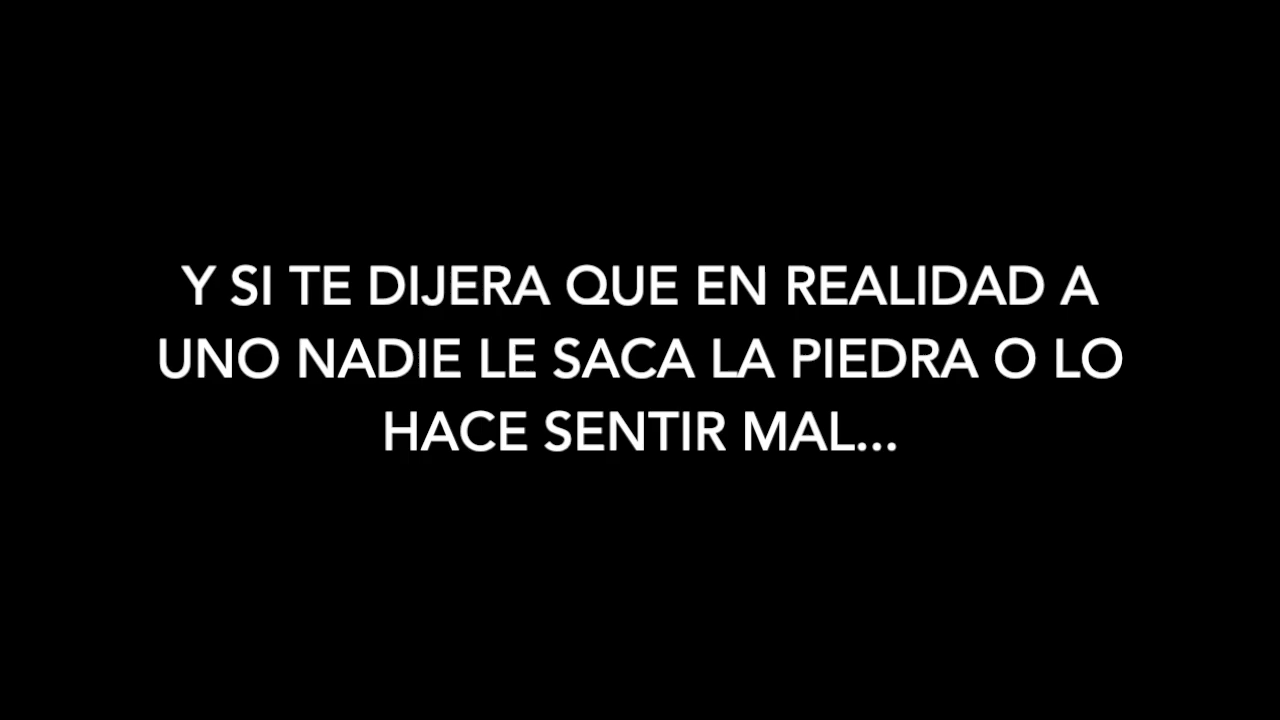 Y SI TE DIJERA QUE EN REALIDAD A
UNO NADIE LE SACA LA PIEDRA O LO
HACE SENTIR MAL...